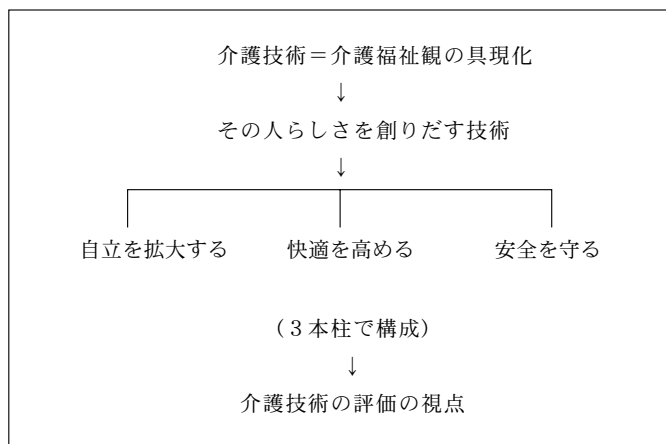 介護技術＝介護福祉観の具現化
↓
その人らしさを創りだす技術
↓
自立を拡大する　快適を高める　安全を守る
（３本柱で構成）
↓
介護技術の評価の視点